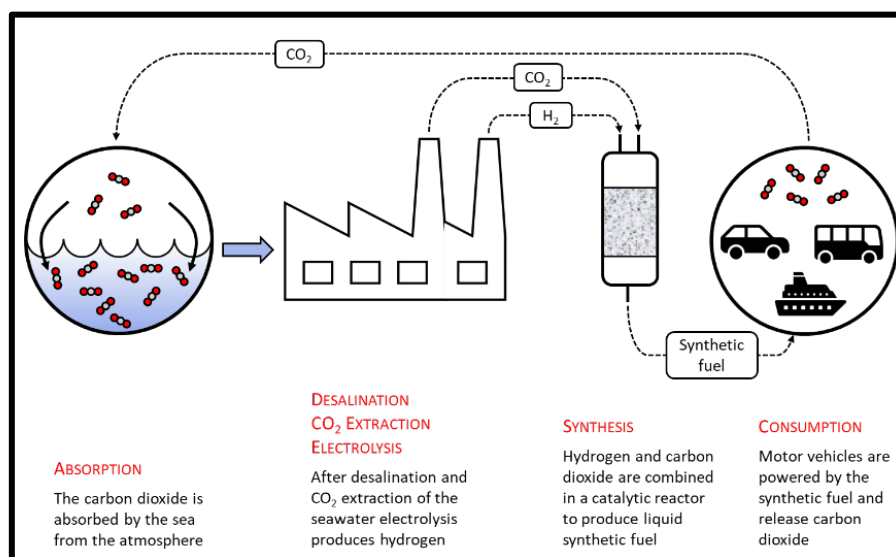 CO₂
CO₂
H₂
Synthetic
fuel
ABSORPTION
The carbon dioxide is
absorbed by the sea
from the atmosphere
DESALINATION
CO₂ EXTRACTION
ELECTROLYSIS
After desalination and
CO₂ extraction of the
seawater electrolysis
produces hydrogen
SYNTHESIS
Hydrogen and carbon
dioxide are combined
in a catalytic reactor
to produce liquid
synthetic fuel
CONSUMPTION
Motor vehicles are
powered by the
synthetic fuel and
release carbon
dioxide